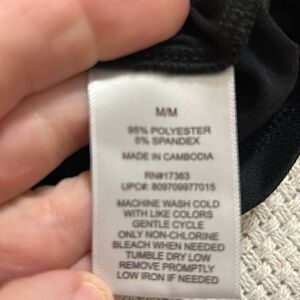 M/M
95% POLYESTER
5% SPANDEX
MADE IN CAMBODIA
RN#17363
UPC#: 809709977015
MACHINE WASH COLD
WITH LIKE COLORS
GENTLE CYCLE
ONLY NON-CHLORINE
BLEACH WHEN NEEDED
TUMBLE DRY LOW
REMOVE PROMPTLY
LOW IRON IF NEEDED